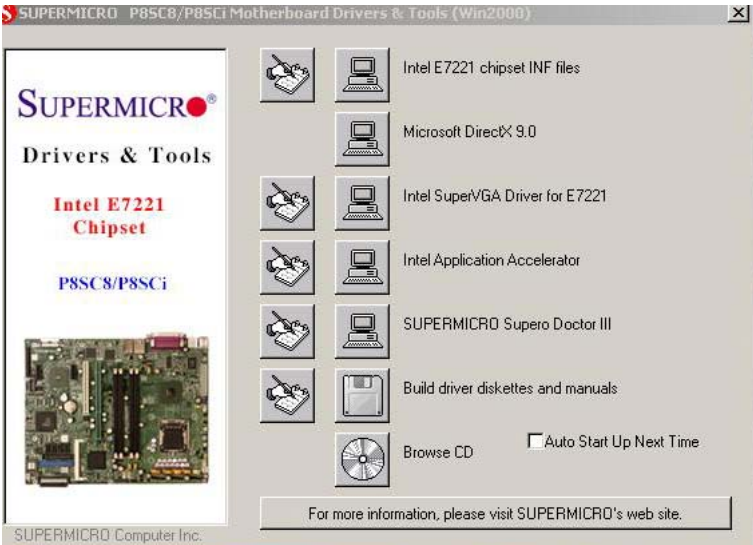 SUPERMICRO P8SC8/P8SCi Motherboard Drivers & Tools (Win2000)
SUPERMICRO®
Drivers & Tools
Intel E7221
Chipset
P8SC8/P8SCi
SUPERMICRO Computer Inc.
Intel E7221 chipset INF files
Microsoft DirectX 9.0
Intel SuperVGA Driver for E7221
Intel Application Accelerator
SUPERMICRO Supero Doctor III
Build driver diskettes and manuals
Browse CD
Auto Start Up Next Time
For more information, please visit SUPERMICRO's web site.